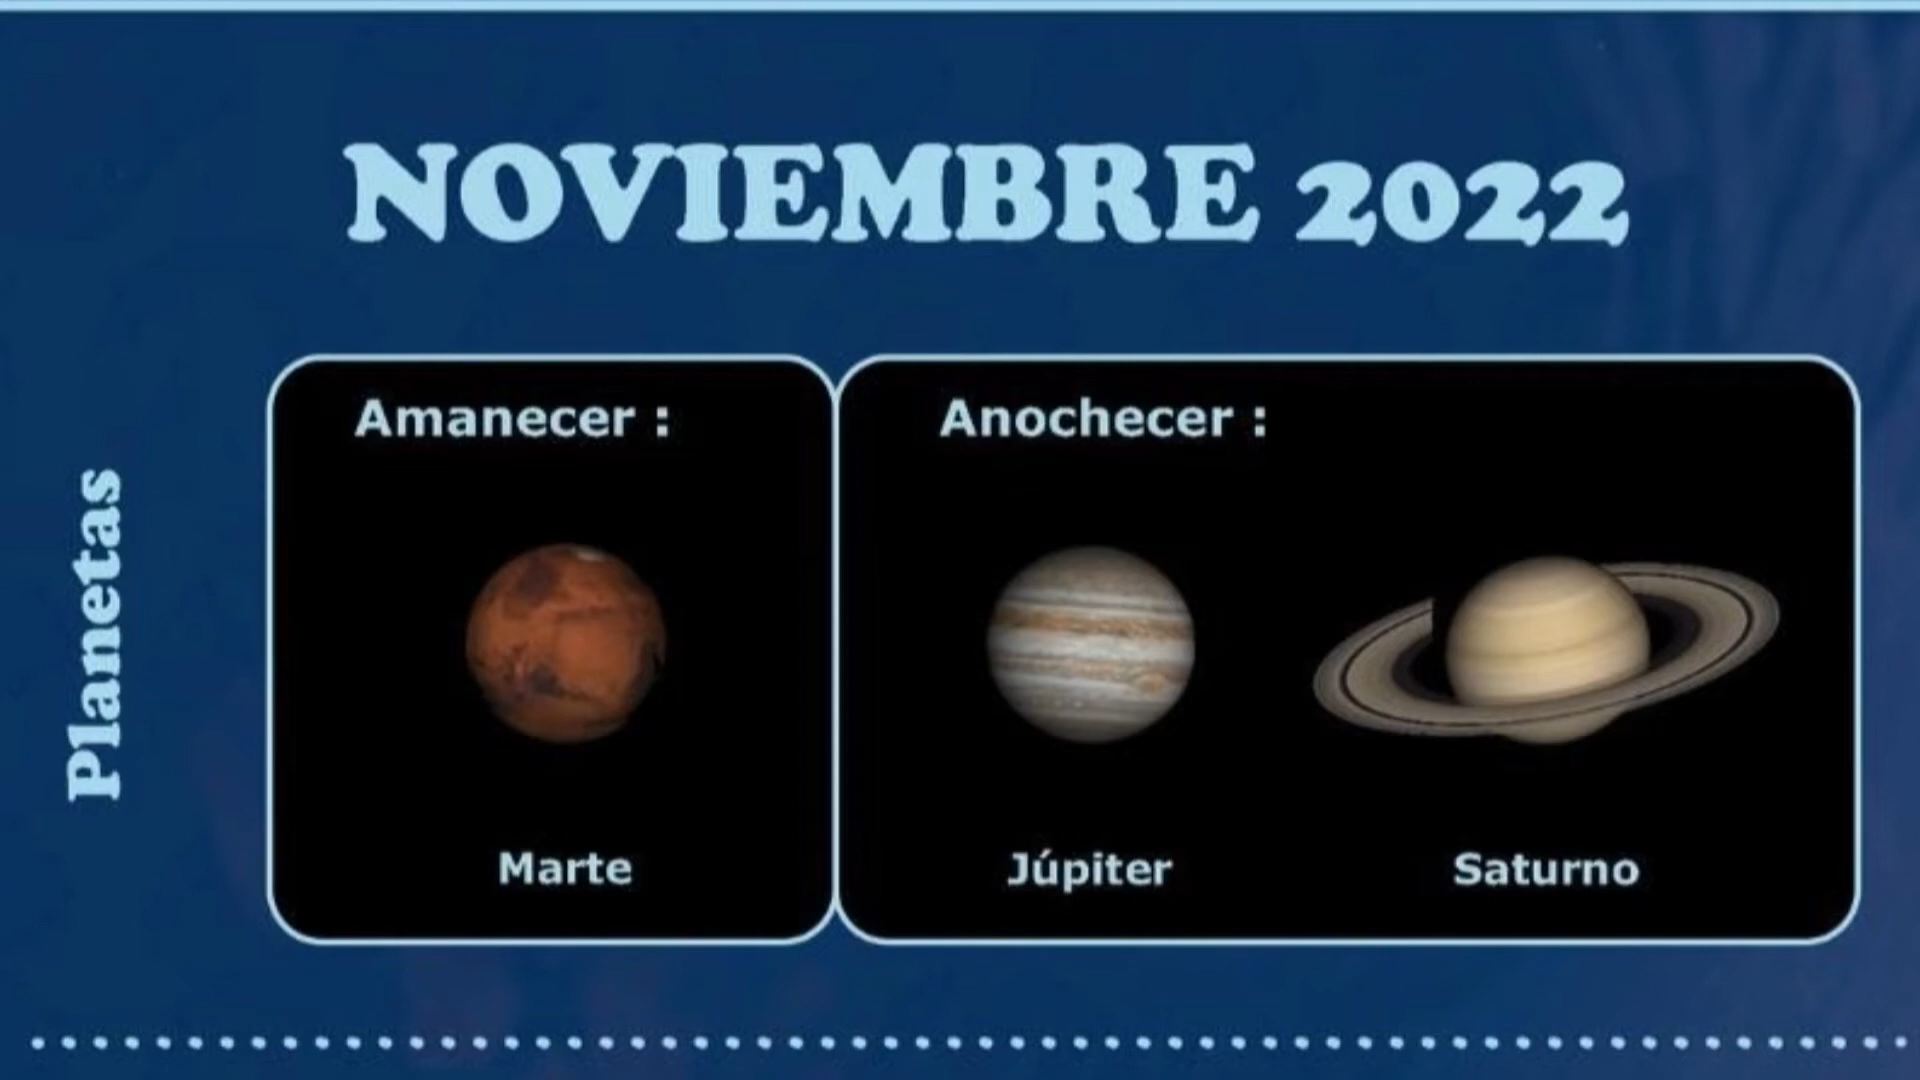 NOVIEMBRE 2022
Planetas
Amanecer :
Anochecer :
Marte
Júpiter
Saturno